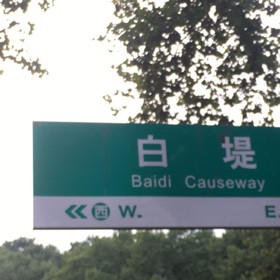 白堤
Baidi Causeway
西 W. E.